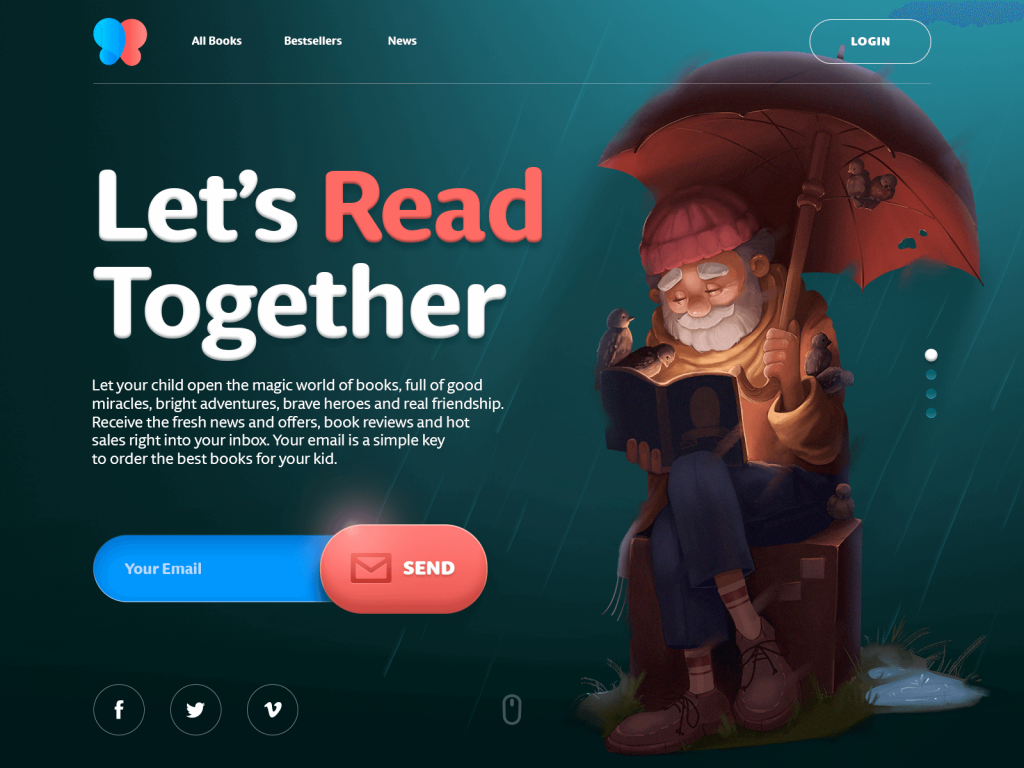 All Books
Bestsellers
News
LOGIN
Let's Read
Together
Let your child open the magic world of books, full of good
miracles, bright adventures, brave heroes and real friendship.
Receive the fresh news and offers, book reviews and hot
sales right into your inbox. Your email is a simple key
to order the best books for your kid.
Your Email
SEND